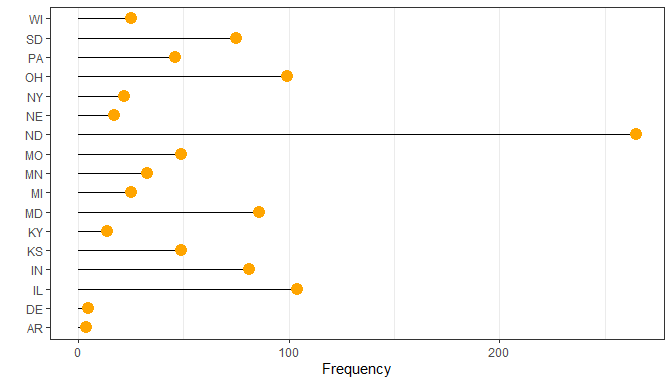 WI
SD
PA
OH
NY
NE
ND
MO
MN
MI
MD
KY
KS
IN
IL
DE
AR
0 100 200
Frequency